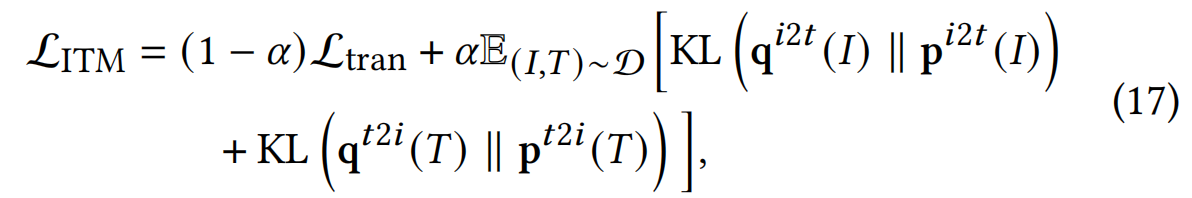 ℒ_ITM = (1 − α)ℒ_tran + α𝔼_(I,T)∼𝒟 [KL (𝐪^{i2t}(I) ∥ 𝐩^{i2t}(I))
+ KL (𝐪^{t2i}(T) ∥ 𝐩^{t2i}(T)) ],
(17)